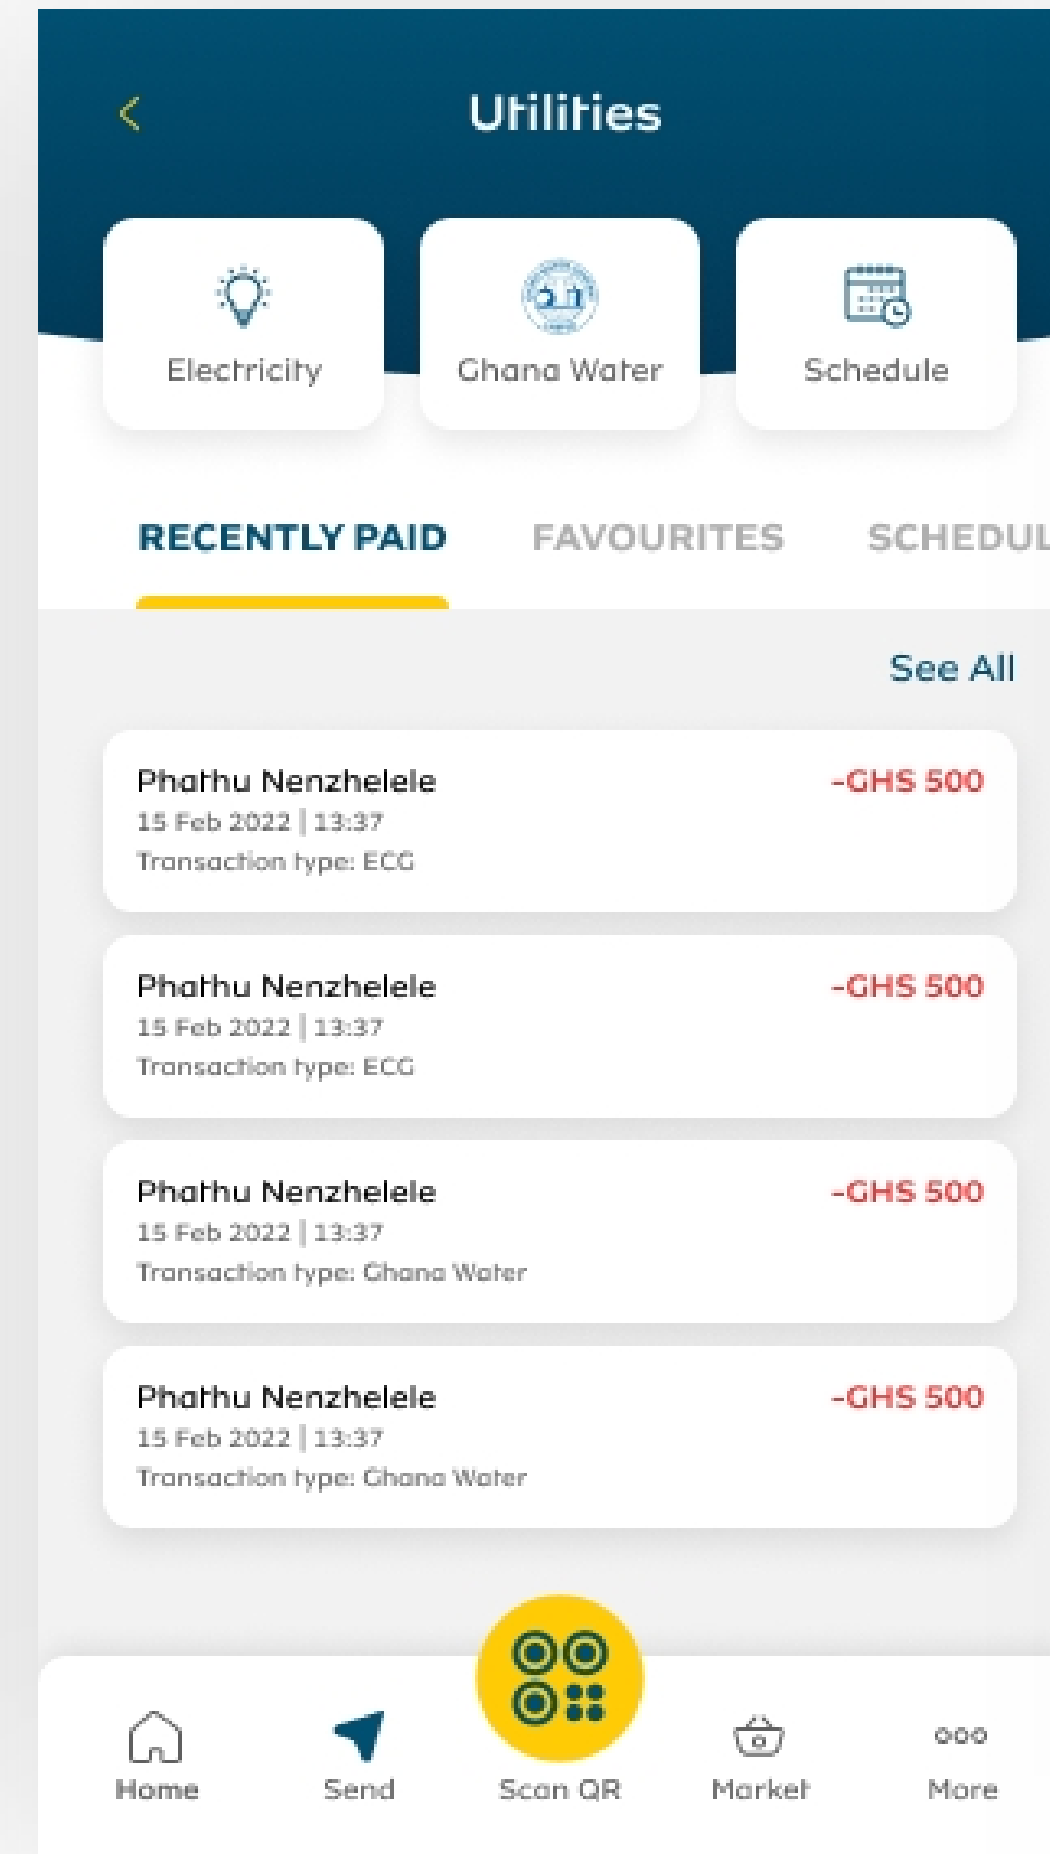 Utilities
Electricity
Ghana Water
Schedule
RECENTLY PAID
FAVOURITES
SCHEDUL
See All
Phathu Nenzhelele
-GHS 500
15 Feb 2022 | 13:37
Transaction type: ECG
Phathu Nenzhelele
-GHS 500
15 Feb 2022 | 13:37
Transaction type: ECG
Phathu Nenzhelele
-GHS 500
15 Feb 2022 | 13:37
Transaction type: Ghana Water
Phathu Nenzhelele
-GHS 500
15 Feb 2022 | 13:37
Transaction type: Ghana Water
Home
Send
Scan QR
Market
More